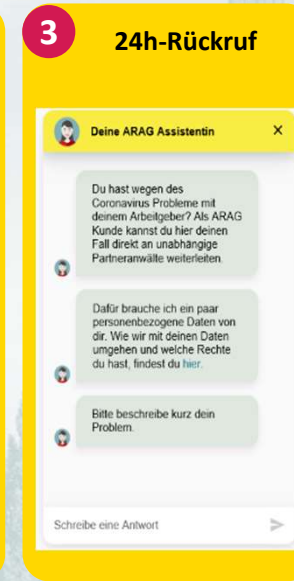 3
24h-Rückruf
Deine ARAG Assistentin
X
Du hast wegen des
Coronavirus Probleme mit
deinem Arbeitgeber? Als ARAG
Kunde kannst du hier deinen
Fall direkt an unabhängige
Partneranwälte weiterleiten.
Dafür brauche ich ein paar
personenbezogene Daten von
dir. Wie wir mit deinen Daten
umgehen und welche Rechte
du hast, findest du hier.
Bitte beschreibe kurz dein
Problem.
Schreibe eine Antwort